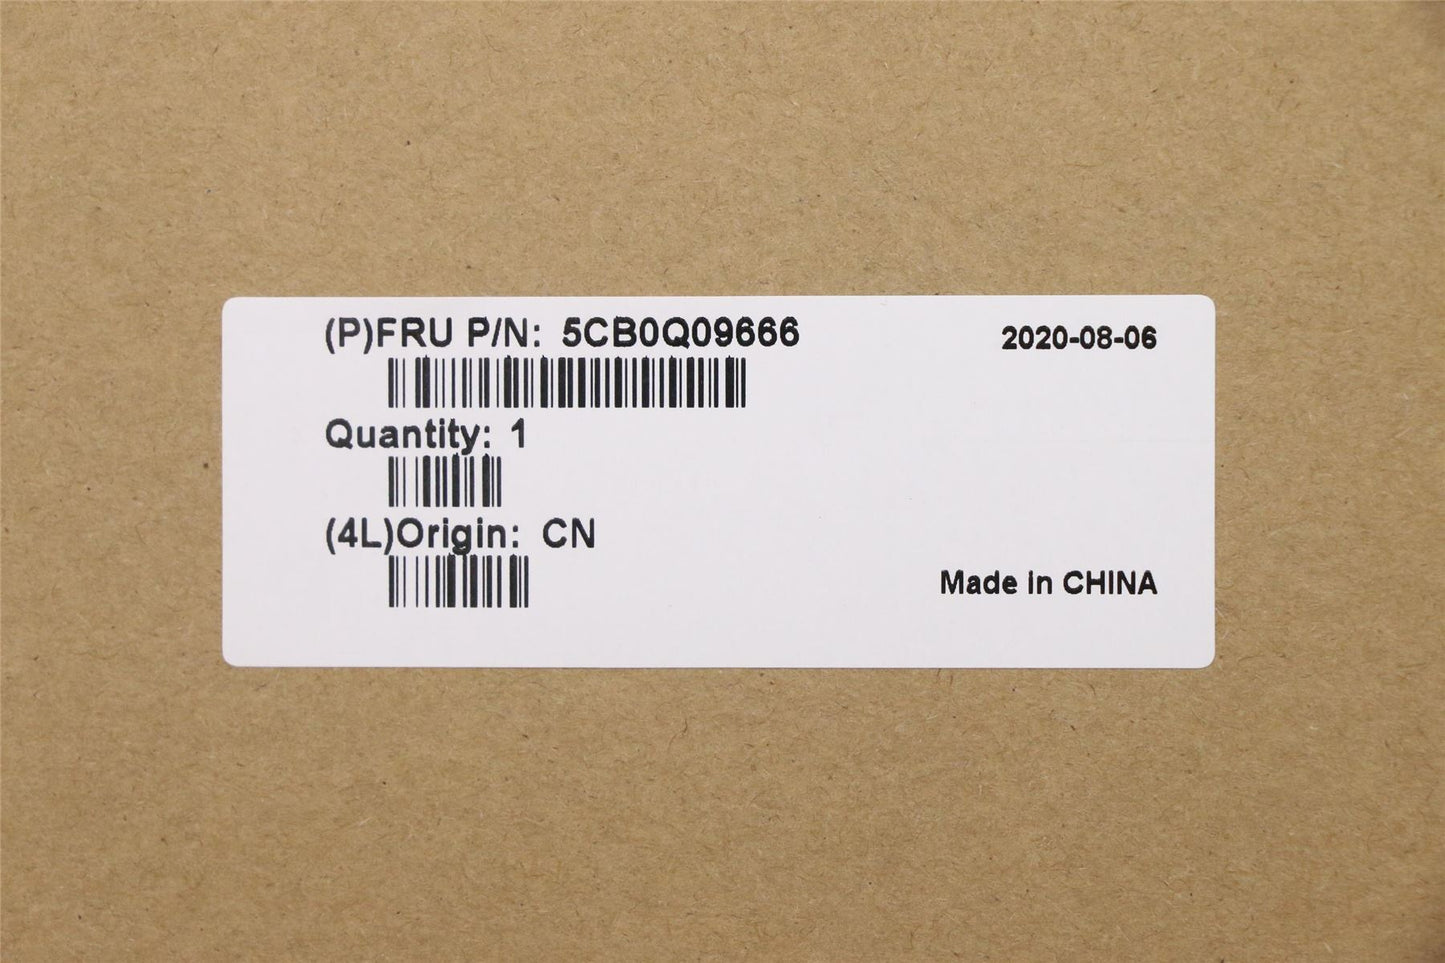 (P)FRU P/N: 5CB0Q09666
2020-08-06
Quantity: 1
(4L)Origin: CN
Made in CHINA